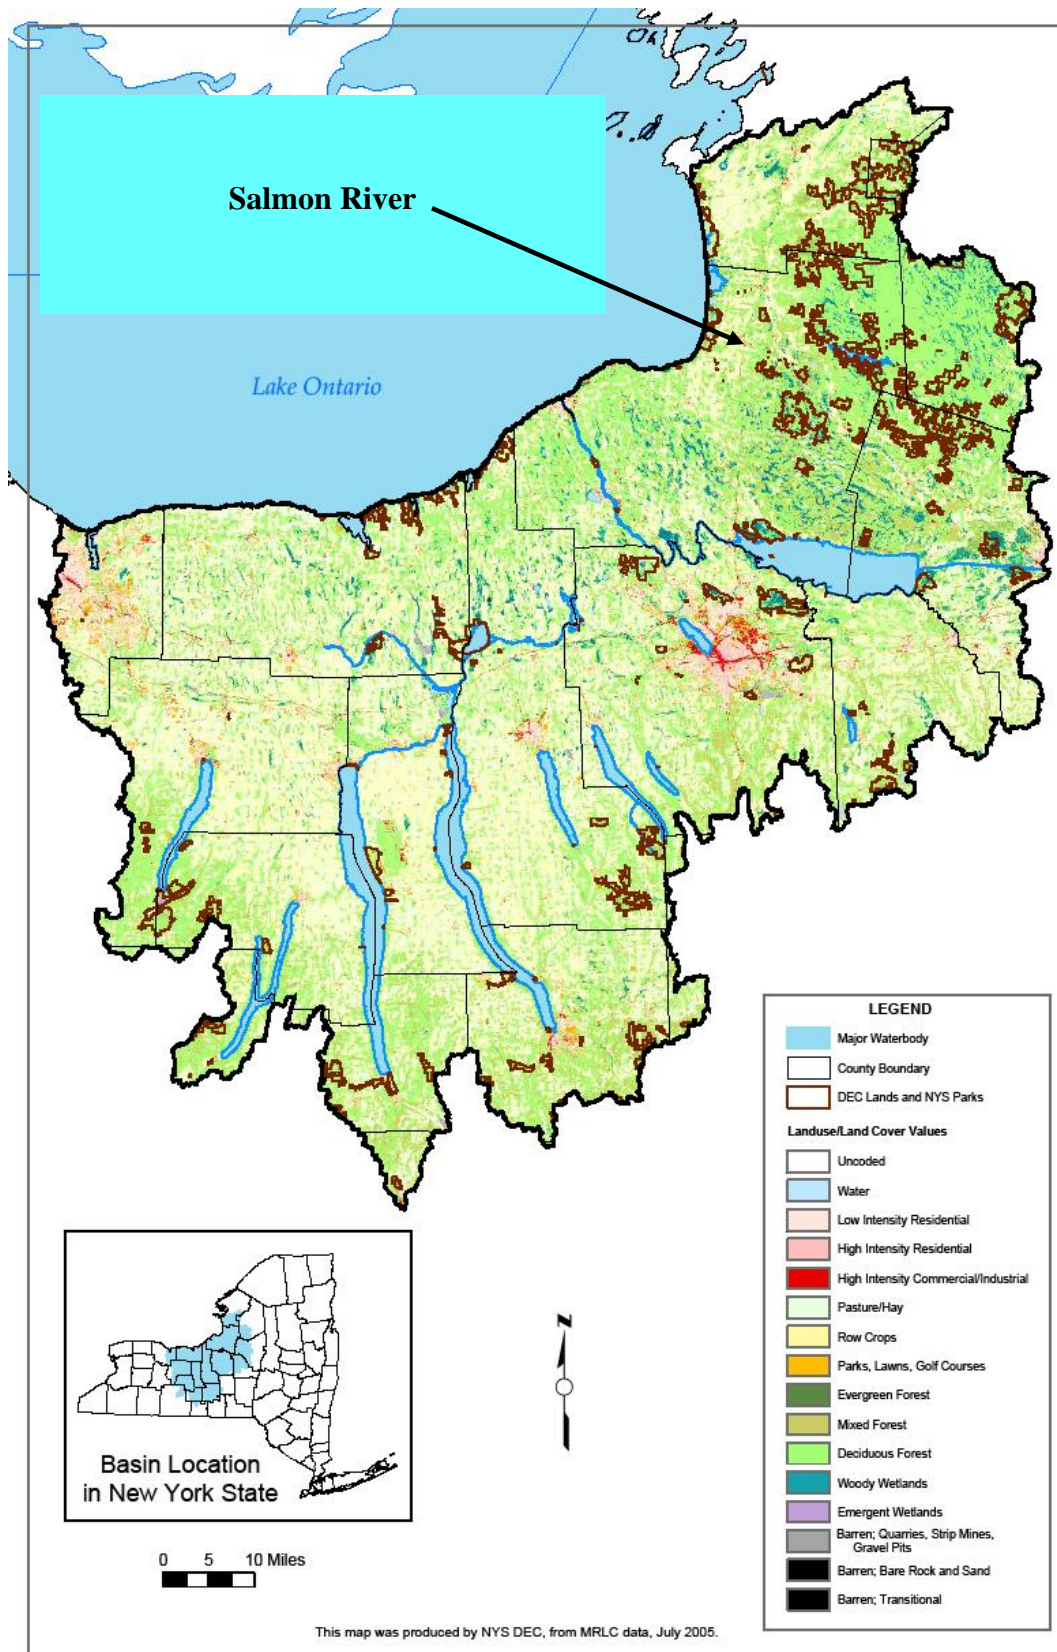 Salmon River
Lake Ontario
LEGEND
Major Waterbody
County Boundary
DEC Lands and NYS Parks
Landuse/Land Cover Values
Uncoded
Water
Low Intensity Residential
High Intensity Residential
High Intensity Commercial/Industrial
Pasture/Hay
Row Crops
Parks, Lawns, Golf Courses
Evergreen Forest
Mixed Forest
Deciduous Forest
Woody Wetlands
Emergent Wetlands
Barren; Quarries, Strip Mines,
Gravel Pits
Barren; Bare Rock and Sand
Barren; Transitional
Basin Location
in New York State
N
0 5 10 Miles
This map was produced by NYS DEC, from MRLC data, July 2005.